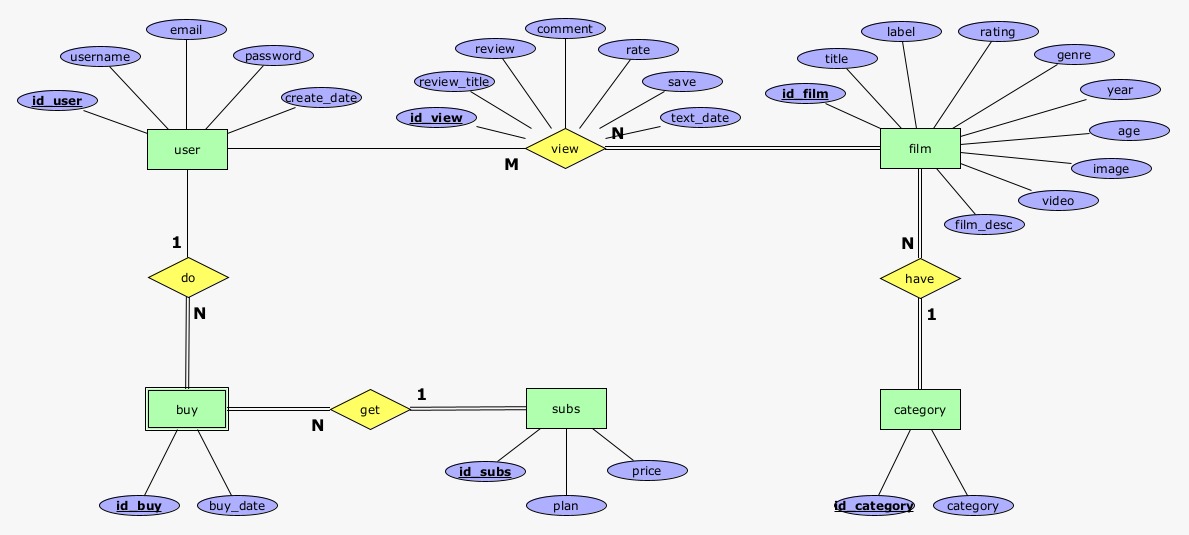 email
username
password
id_user
create_date
user
comment
review
rate
review_title
save
id_view
text_date
view
N
M
label
rating
title
genre
id_film
year
film
age
image
video
film_desc
1
do
N
N
have
1
buy
N
get
1
subs
category
id_buy
buy_date
id_subs
price
plan
id_category
category